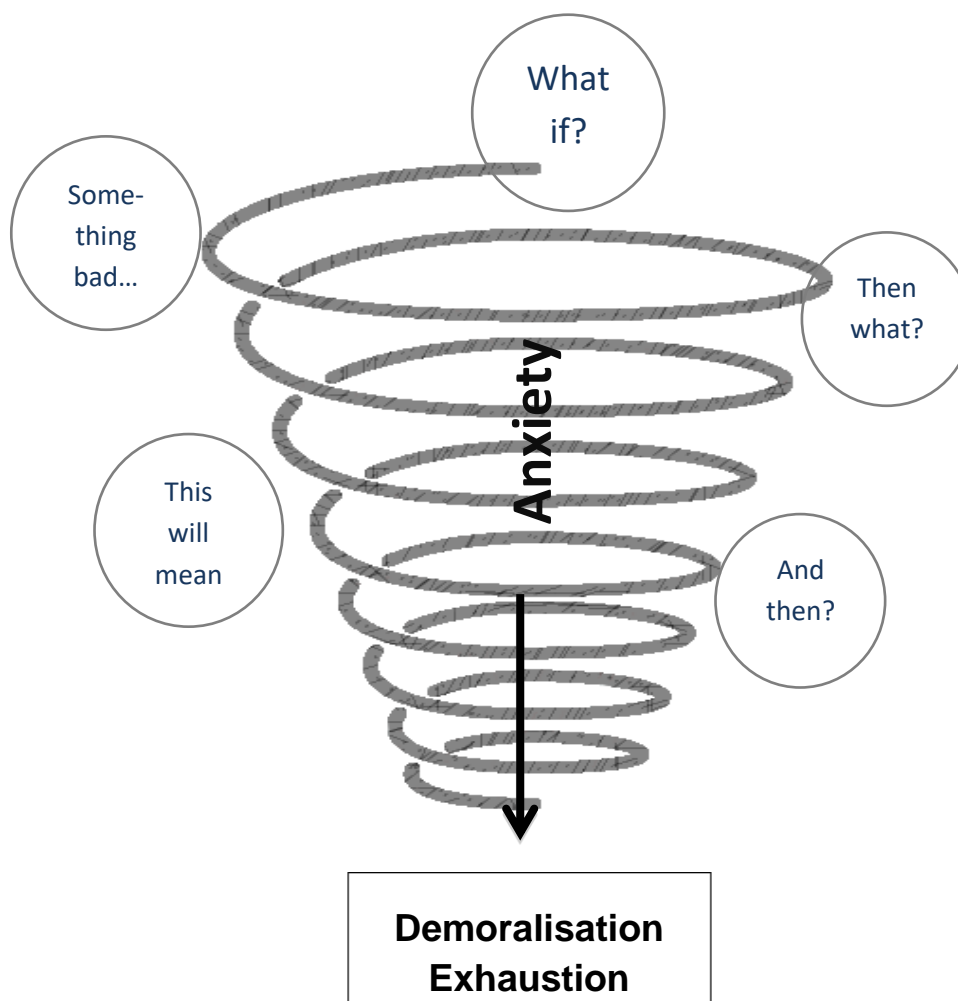 What
if?
Some-
thing
bad...
Then
what?
Anxiety
This
will
mean
And
then?
Demoralisation
Exhaustion